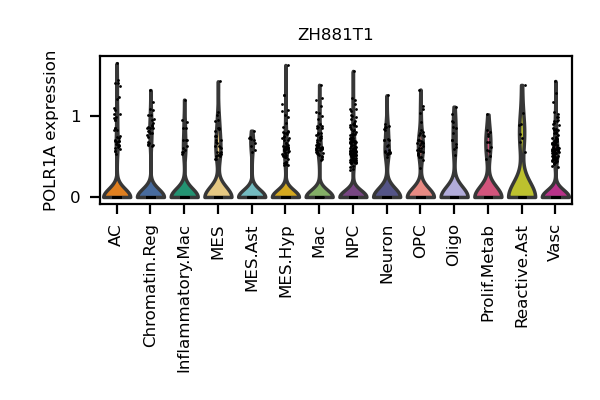 ZH881T1
POLR1A expression
1
0
AC
Chromatin.Reg
Inflammatory.Mac
MES
MES.Ast
MES.Hyp
Mac
NPC
Neuron
OPC
Oligo
Prolif.Metab
Reactive.Ast
Vasc